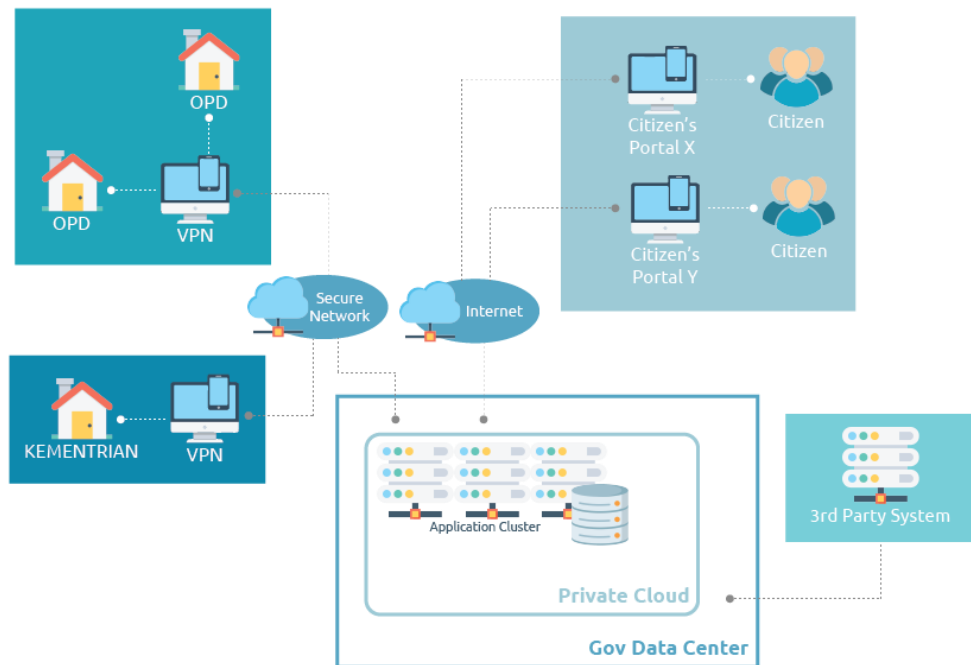 OPD
OPD
VPN
Citizen's
Portal X
Citizen
Citizen's
Portal Y
Citizen
Secure
Network
Internet
KEMENTRIAN
VPN
Application Cluster
Private Cloud
Gov Data Center
3rd Party System